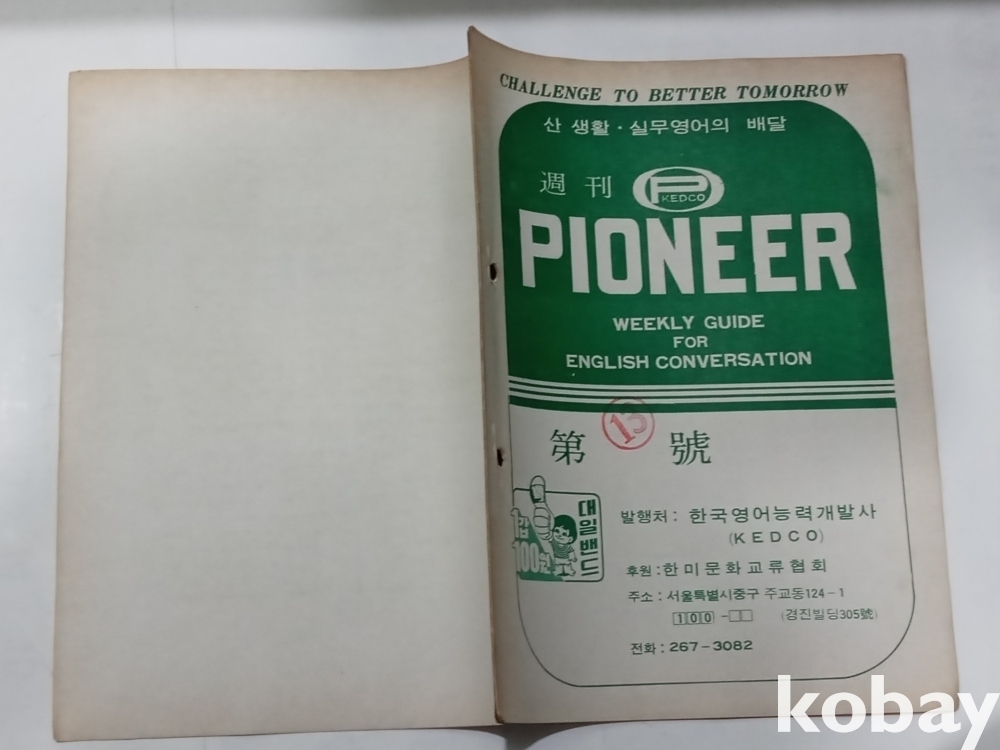 CHALLENGE TO BETTER TOMORROW
산 생활 · 실무영어의 배달
週刊
P
KEDCO
PIONEER
WEEKLY GUIDE
FOR
ENGLISH CONVERSATION
第 13 號
대일밴드
1갑
100원
발행처 : 한국영어능력개발사
(KEDCO)
후원 : 한미문화교류협회
주소 : 서울특별시중구 주교동124-1
100-□□ (경진빌딩305號)
전화 : 267-3082
kobay